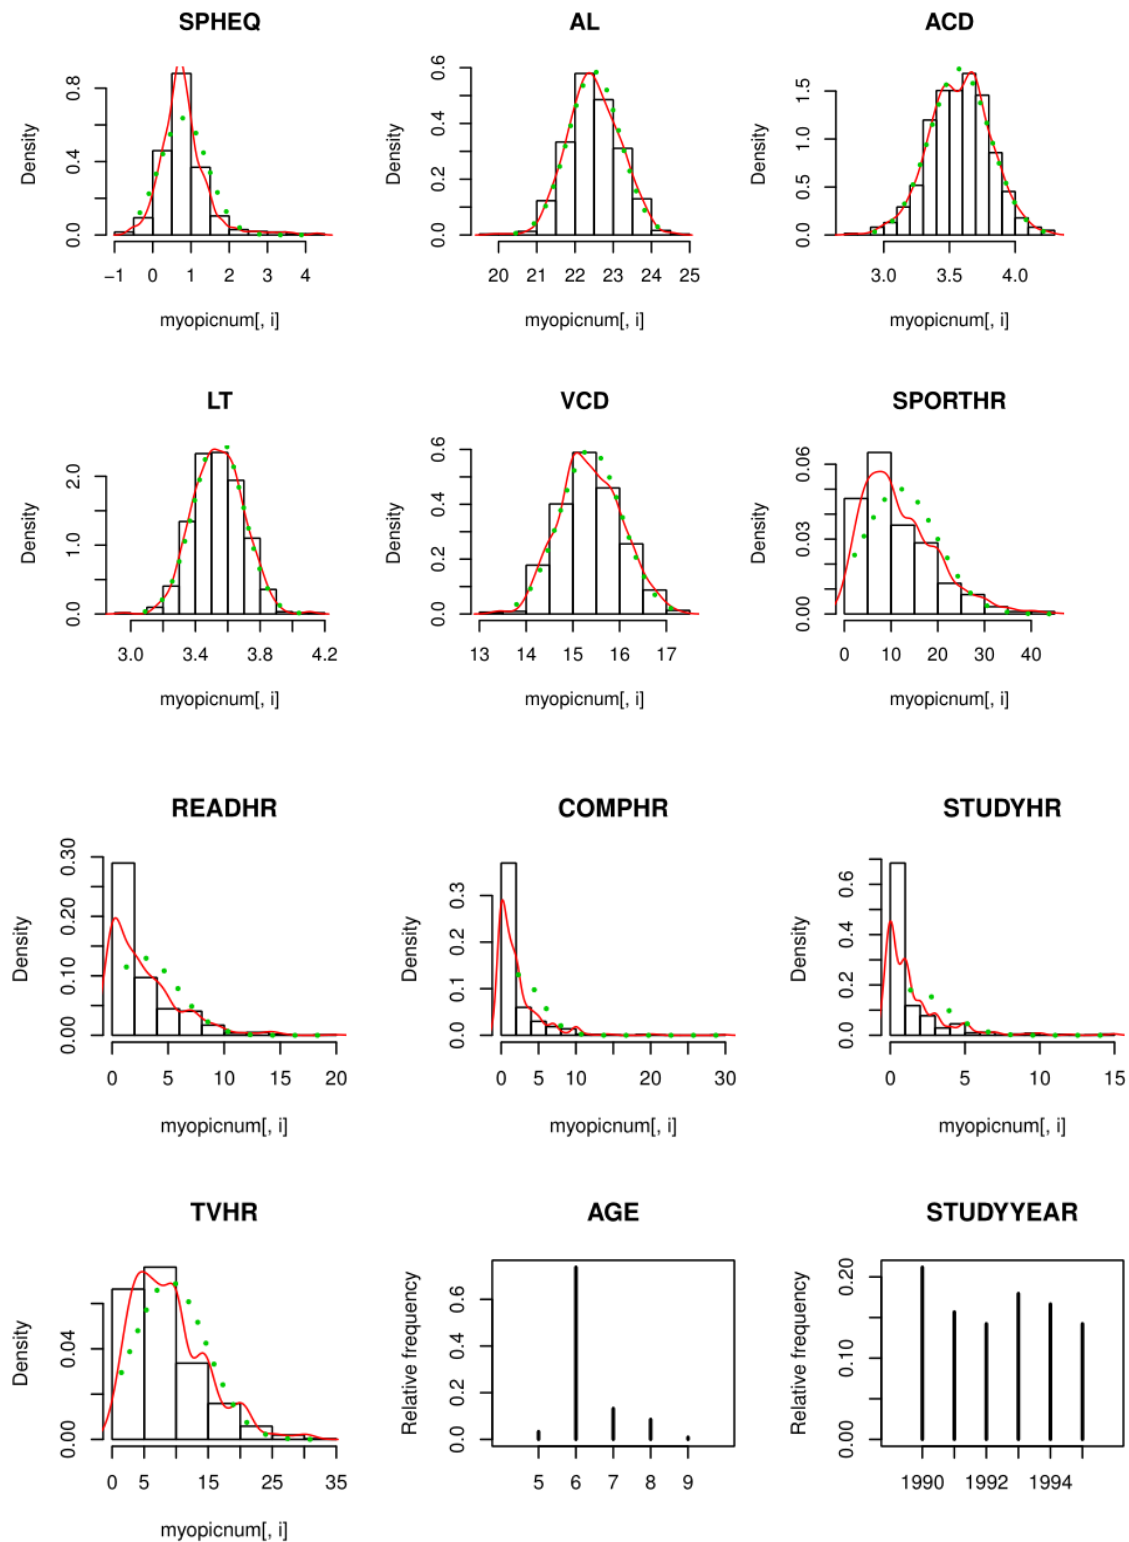 SPHEQ
Density
0.0 0.4 0.8
−1 0 1 2 3 4
myopicnum[, i]
AL
Density
0.0 0.2 0.4 0.6
20 21 22 23 24 25
myopicnum[, i]
ACD
Density
0.0 0.5 1.0 1.5
3.0 3.5 4.0
myopicnum[, i]
LT
Density
0.0 1.0 2.0
3.0 3.4 3.8 4.2
myopicnum[, i]
VCD
Density
0.0 0.2 0.4 0.6
13 14 15 16 17
myopicnum[, i]
SPORTHR
Density
0.00 0.03 0.06
0 10 20 30 40
myopicnum[, i]
READHR
Density
0.00 0.10 0.20 0.30
0 5 10 15 20
myopicnum[, i]
COMPHR
Density
0.0 0.1 0.2 0.3
0 5 10 20 30
myopicnum[, i]
STUDYHR
Density
0.0 0.2 0.4 0.6
0 5 10 15
myopicnum[, i]
TVHR
Density
0.00 0.04
0 5 15 25 35
myopicnum[, i]
AGE
Relative frequency
0.0 0.2 0.4 0.6
5 6 7 8 9
STUDYYEAR
Relative frequency
0.00 0.10 0.20
1990 1992 1994